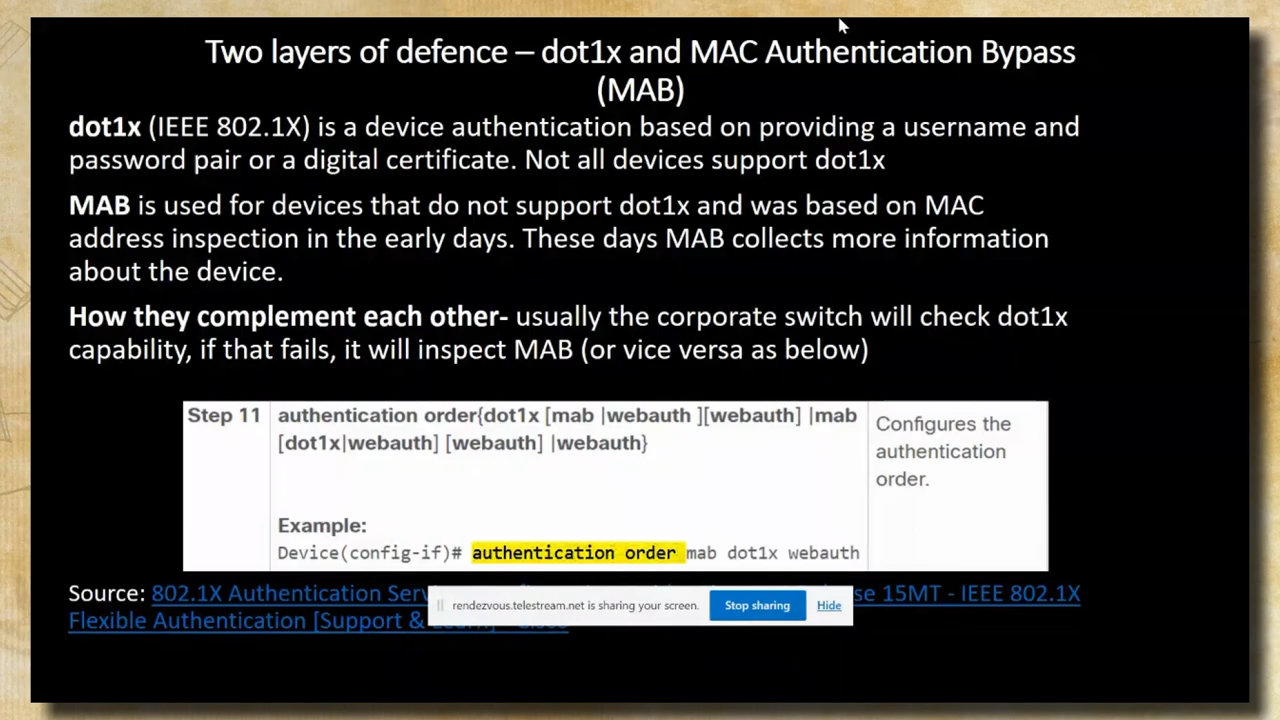 Two layers of defence – dot1x and MAC Authentication Bypass
(MAB)
dot1x (IEEE 802.1X) is a device authentication based on providing a username and
password pair or a digital certificate. Not all devices support dot1x
MAB is used for devices that do not support dot1x and was based on MAC
address inspection in the early days. These days MAB collects more information
about the device.
How they complement each other- usually the corporate switch will check dot1x
capability, if that fails, it will inspect MAB (or vice versa as below)
Step 11
authentication order{dot1x [mab |webauth ][webauth] |mab
[dot1x|webauth] [webauth] |webauth}
Configures the
authentication
order.
Example:
Device(config-if)# authentication order mab dot1x webauth
Source: 802.1X Authentication Ser se 15MT - IEEE 802.1X
rendezvous.telestream.net is sharing your screen. Stop sharing Hide
Flexible Authentication [Support &